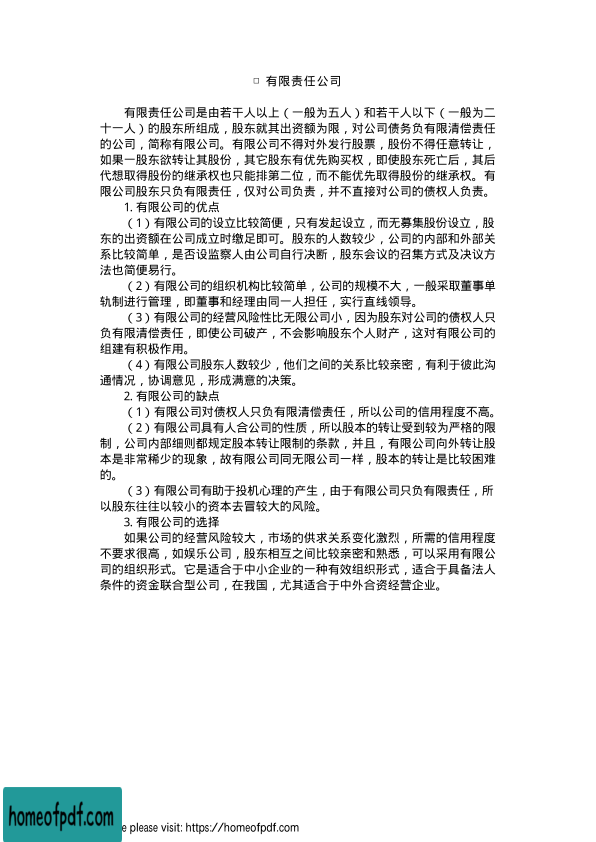 □ 有限责任公司
有限责任公司是由若干人以上（一般为五人）和若干人以下（一般为二
十一人）的股东所组成，股东就其出资额为限，对公司债务负有限清偿责任
的公司，简称有限公司。有限公司不得对外发行股票，股份不得任意转让，
如果一股东欲转让其股份，其它股东有优先购买权，即使股东死亡后，其后
代想取得股份的继承权也只能排第二位，而不能优先取得股份的继承权。有
限公司股东只负有限责任，仅对公司负责，并不直接对公司的债权人负责。
1. 有限公司的优点
（1）有限公司的设立比较简便，只有发起设立，而无募集股份设立，股
东的出资额在公司成立时缴足即可。股东的人数较少，公司的内部和外部关
系比较简单，是否设监察人由公司自行决断，股东会议的召集方式及决议方
法也简便易行。
（2）有限公司的组织机构比较简单，公司的规模不大，一般采取董事单
轨制进行管理，即董事和经理由同一人担任，实行直线领导。
（3）有限公司的经营风险性比无限公司小，因为股东对公司的债权人只
负有限清偿责任，即使公司破产，不会影响股东个人财产，这对有限公司的
组建有积极作用。
（4）有限公司股东人数较少，他们之间的关系比较亲密，有利于彼此沟
通情况，协调意见，形成满意的决策。
2. 有限公司的缺点
（1）有限公司对债权人只负有限清偿责任，所以公司的信用程度不高。
（2）有限公司具有人合公司的性质，所以股本的转让受到较为严格的限
制，公司内部细则都规定股本转让限制的条款，并且，有限公司向外转让股
本是非常稀少的现象，故有限公司同无限公司一样，股本的转让是比较困难
的。
（3）有限公司有助于投机心理的产生，由于有限公司只负有限责任，所
以股东往往以较小的资本去冒较大的风险。
3. 有限公司的选择
如果公司的经营风险较大，市场的供求关系变化激烈，所需的信用程度
不要求很高，如娱乐公司，股东相互之间比较亲密和熟悉，可以采用有限公
司的组织形式。它是适合于中小企业的一种有效组织形式，适合于具备法人
条件的资金联合型公司，在我国，尤其适合于中外合资经营企业。
homeofpdf.com
e please visit: https://homeofpdf.com